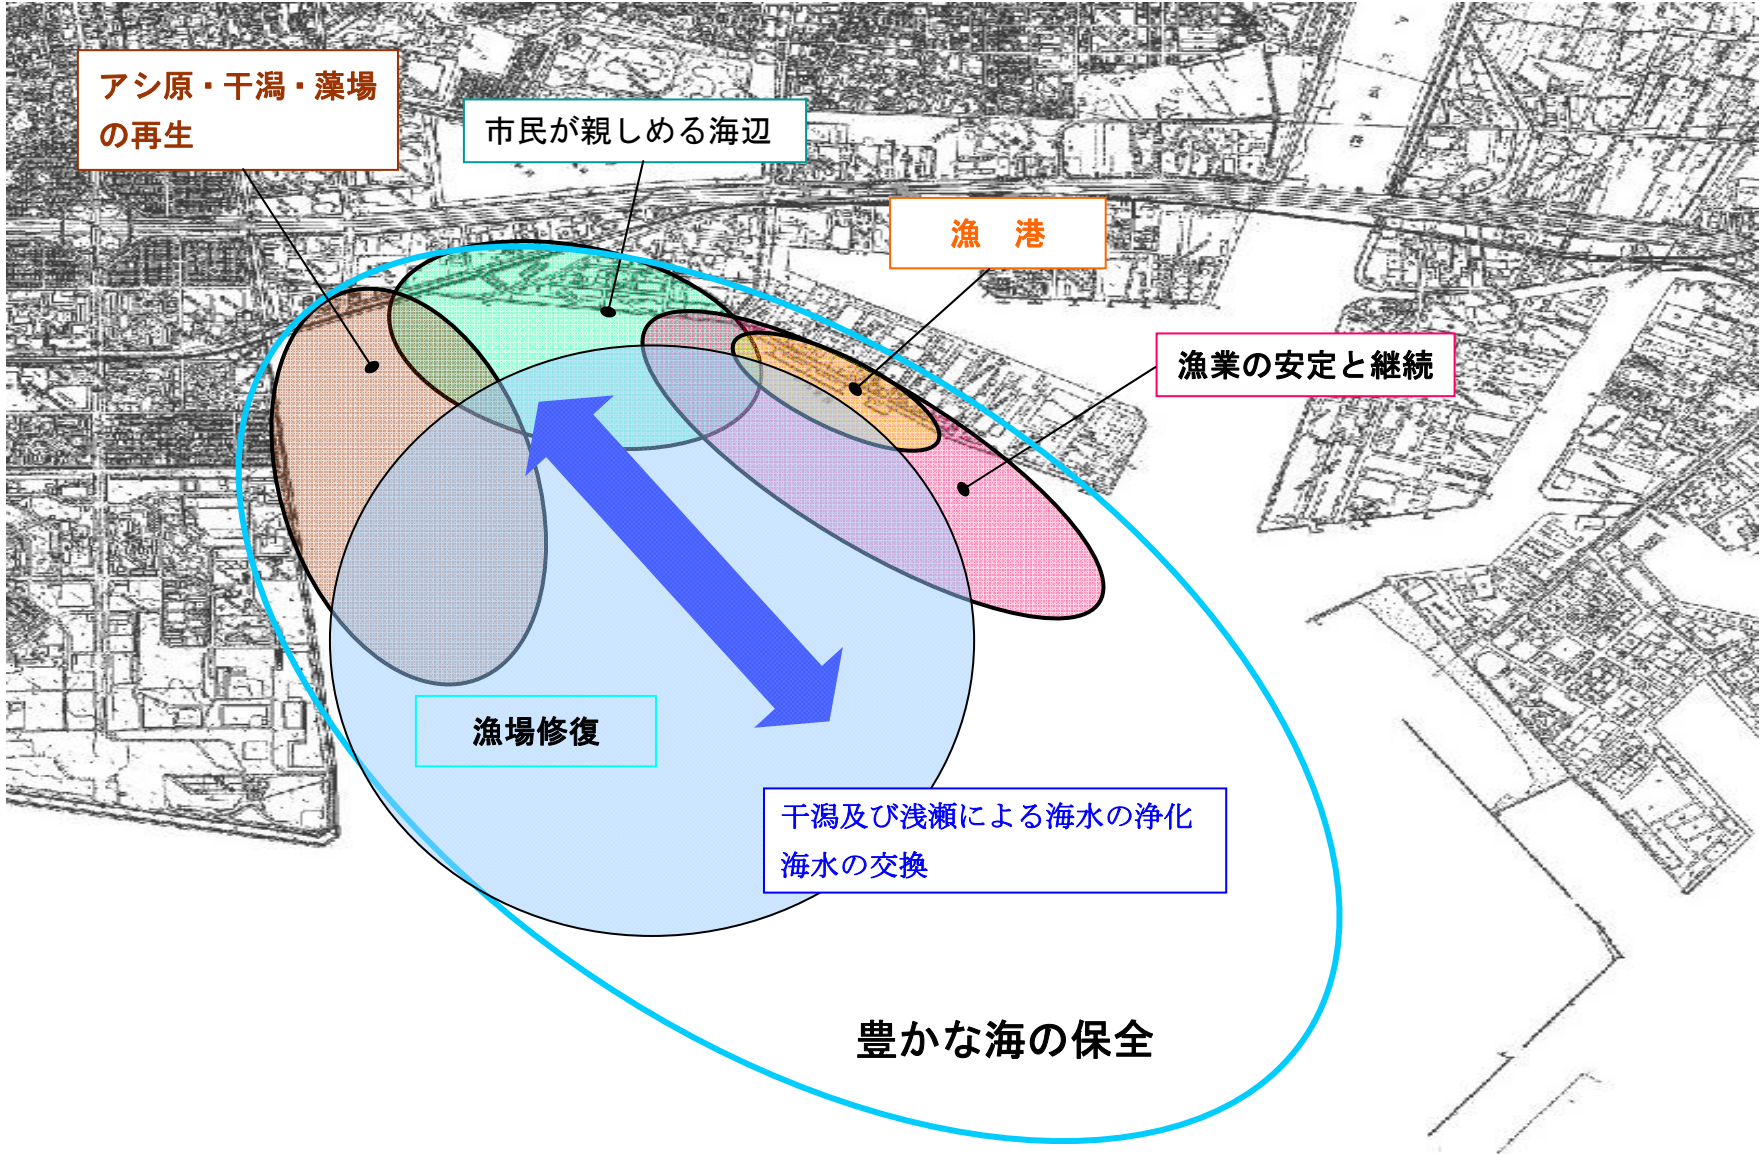 アシ原・干潟・藻場
の再生
市民が親しめる海辺
漁　港
漁業の安定と継続
漁場修復
干潟及び浅瀬による海水の浄化
海水の交換
豊かな海の保全